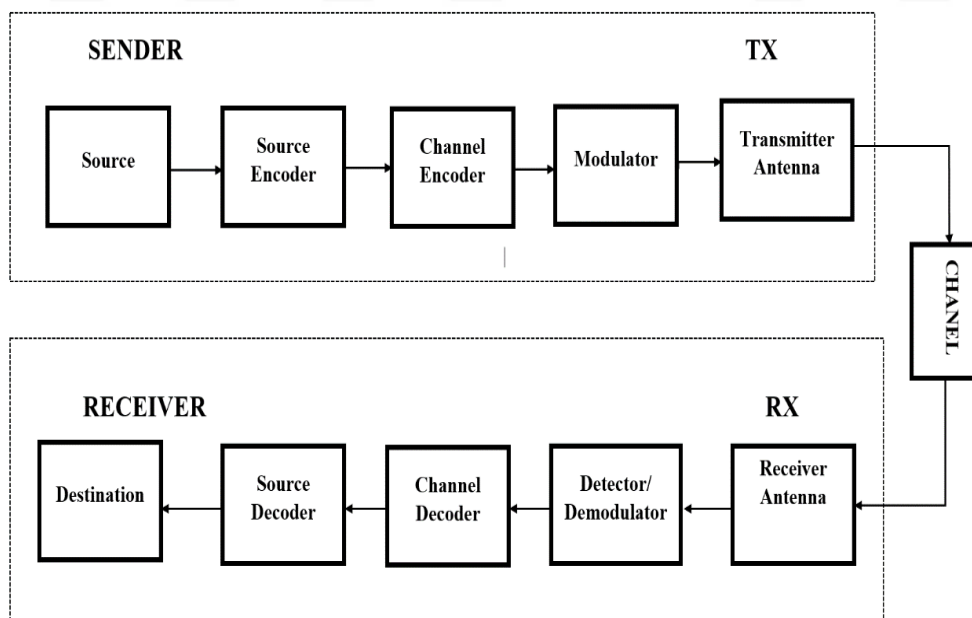 SENDER
TX
Source
Source
Encoder
Channel
Encoder
Modulator
Transmitter
Antenna
CHANEL
RECEIVER
RX
Destination
Source
Decoder
Channel
Decoder
Detector/
Demodulator
Receiver
Antenna